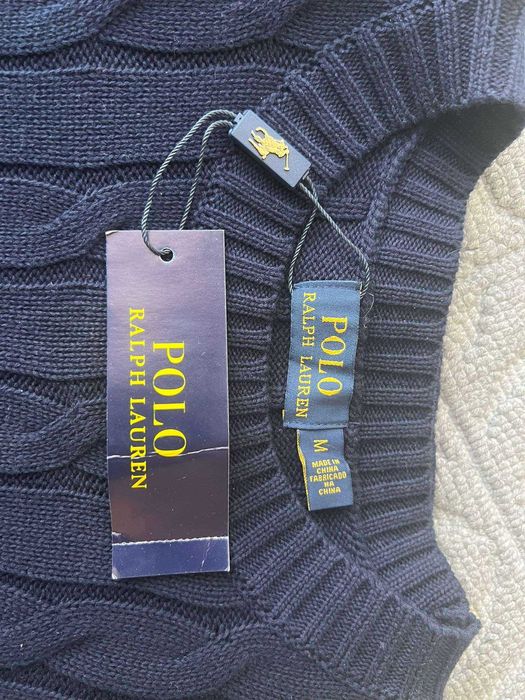 POLO
RALPH LAUREN
POLO
RALPH LAUREN
M
MADE IN
CHINA
FABRICADO
NA
CHINA